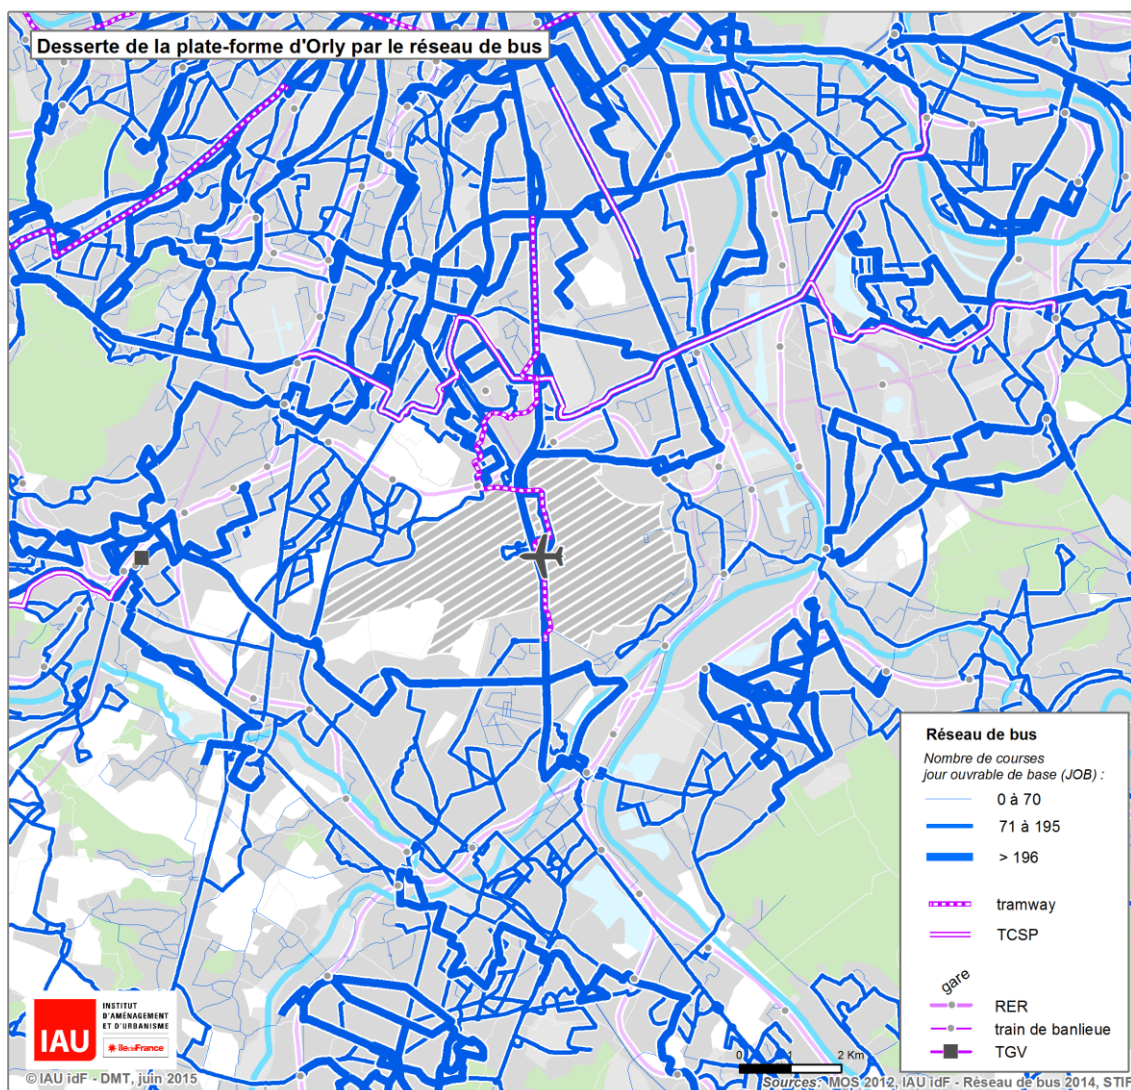 Desserte de la plate-forme d'Orly par le réseau de bus
Réseau de bus
Nombre de courses
jour ouvrable de base (JOB) :
0 à 70
71 à 195
> 196
tramway
TCSP
gare
RER
train de banlieue
TGV
IAU
INSTITUT
D'AMÉNAGEMENT
ET D'URBANISME
îledeFrance
0 1 2 Km
© IAU îdF - DMT, juin 2015
Sources: MOS 2012, IAU îdF - Réseau de bus 2014, STIF